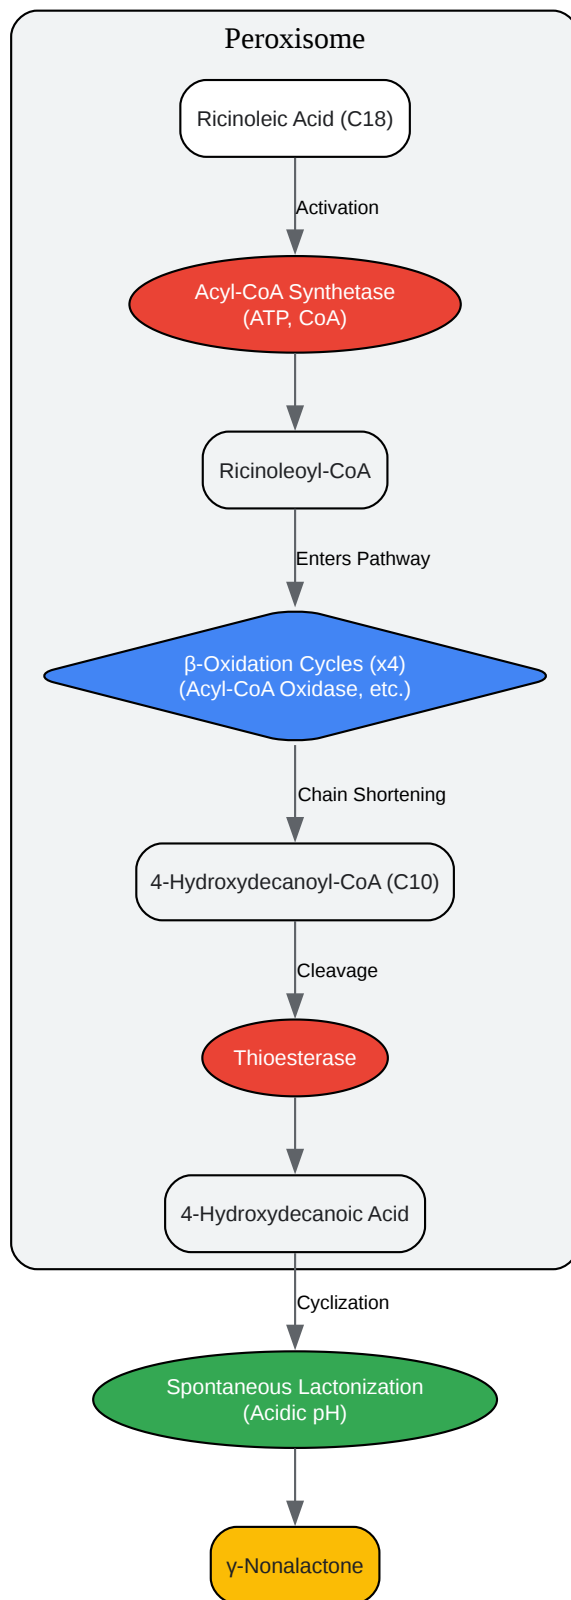 Peroxisome
Ricinoleic Acid (C18)
Activation
Acyl-CoA Synthetase
(ATP, CoA)
Ricinoleoyl-CoA
Enters Pathway
β-Oxidation Cycles (x4)
(Acyl-CoA Oxidase, etc.)
Chain Shortening
4-Hydroxydecanoyl-CoA (C10)
Cleavage
Thioesterase
4-Hydroxydecanoic Acid
Cyclization
Spontaneous Lactonization
(Acidic pH)
γ-Nonalactone